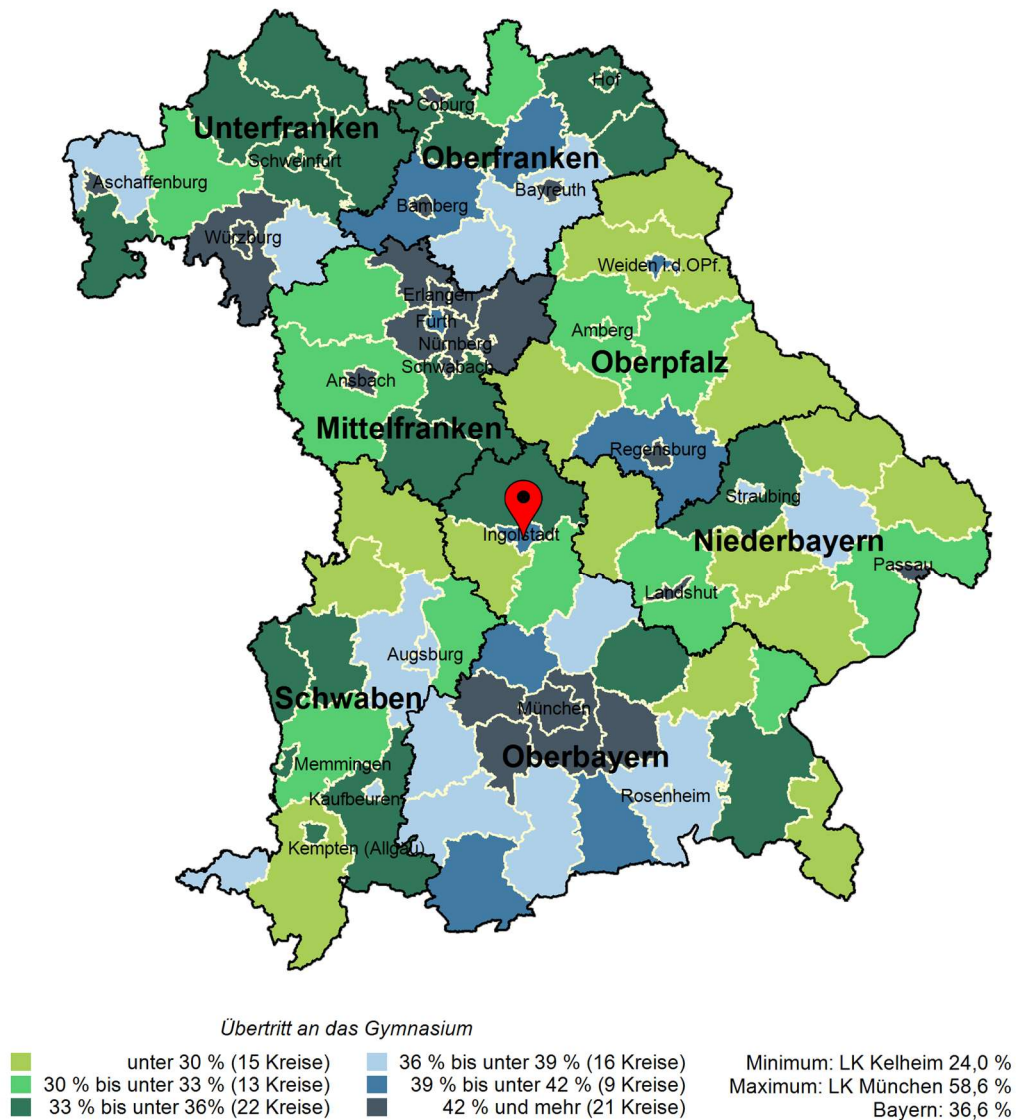 Hof
Coburg
Unterfranken
Oberfranken
Schweinfurt
Aschaffenburg
Bayreuth
Bamberg
Würzburg
Weiden i.d.OPf.
Erlangen
Fürth
Amberg
Nürnberg
Oberpfalz
Schwabach
Ansbach
Mittelfranken
Regensburg
Straubing
Ingolstadt
Niederbayern
Passau
Landshut
Augsburg
Schwaben
München
Oberbayern
Memmingen
Kaufbeuren
Rosenheim
Kempten (Allgäu)
Übertritt an das Gymnasium
unter 30 % (15 Kreise)
30 % bis unter 33 % (13 Kreise)
33 % bis unter 36% (22 Kreise)
36 % bis unter 39 % (16 Kreise)
39 % bis unter 42 % (9 Kreise)
42 % und mehr (21 Kreise)
Minimum: LK Kelheim 24,0 %
Maximum: LK München 58,6 %
Bayern: 36,6 %